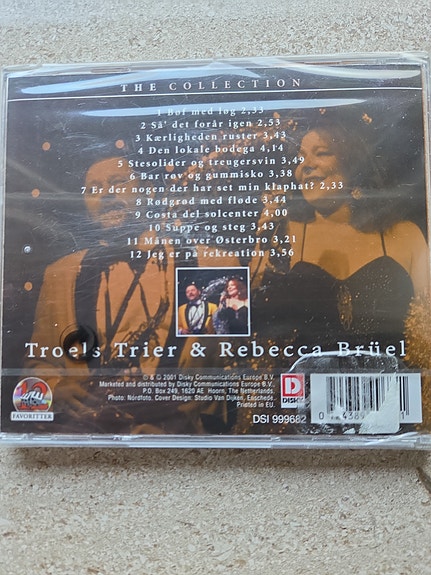 THE COLLECTION
1 Bøf med løg 2,33
2 Så' det forår igen 2,53
3 Kærligheden ruster 4,43
4 Den lokale bodega 4,14
5 Stesolider og treugersvin 3,49
6 Bar røv og gummisko 3,38
7 Er der nogen der har set min klaphat? 2,33
8 Rødgrød med fløde 3,44
9 Costa del solcenter 4,00
10 Suppe og steg 3,43
11 Månen over Østerbro 3,21
12 Jeg er på rekreation 3,56
Troels Trier & Rebecca Brüel
℗ & © 2001 Disky Communications Europe B.V.
Marketed and distributed by Disky Communications Europe B.V.
P.O. Box 249, 1620 AE. Hoorn, The Netherlands.
Photo: Nordfoto. Cover Design: Studio Van Dijken, Enschede.
Printed in EU
FAVORITTER
DISKY
DSI 999682